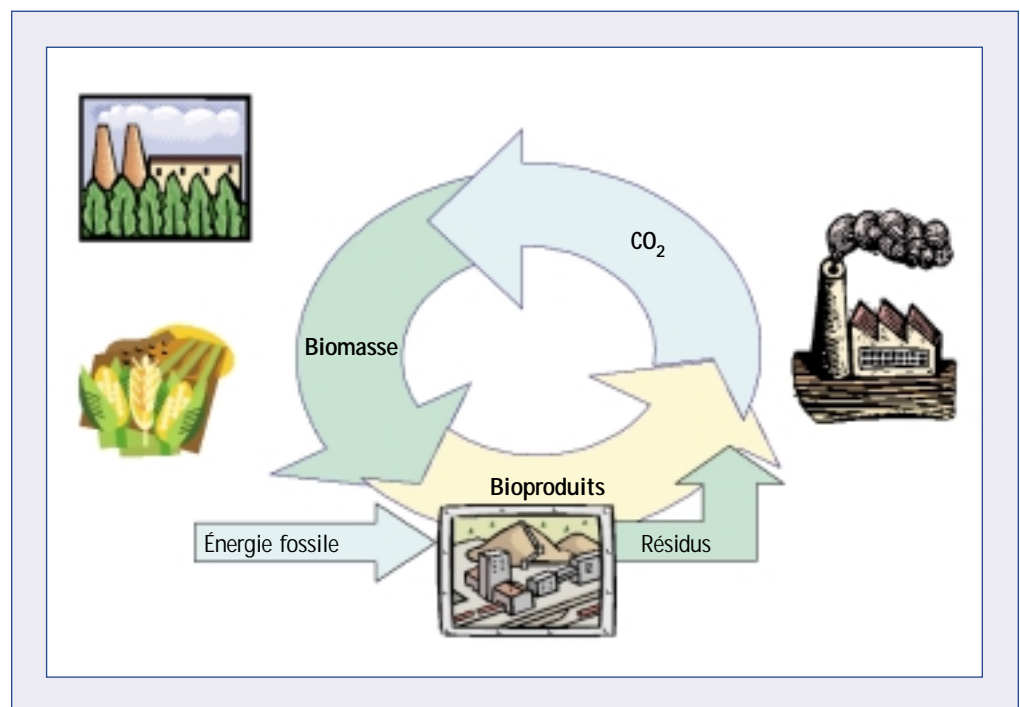 CO₂
Biomasse
Bioproduits
Énergie fossile
Résidus